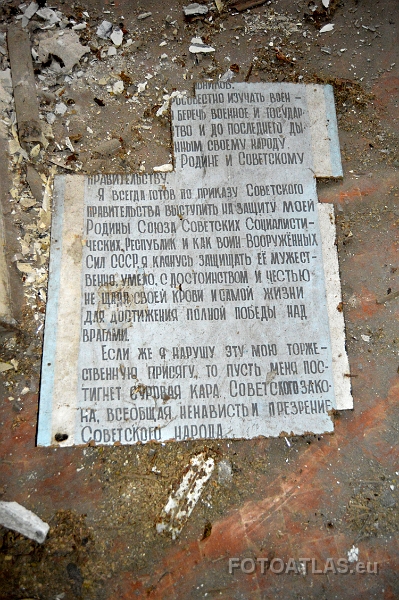 ОСОВЕСТНО ИЗУЧАТЬ ВОЕН-
БЕРЕЧЬ ВОЕННОЕ И ГОСУДАР
ТВО И ДО ПОСЛЕДНЕГО ДЫ
ННЫМ СВОЕМУ НАРОДУ,
РОДИНЕ И СОВЕТСКОМУ
ПРАВИТЕЛЬСТВУ.
Я ВСЕГДА ГОТОВ ПО ПРИКАЗУ СОВЕТСКОГО
ПРАВИТЕЛЬСТВА ВЫСТУПИТЬ НА ЗАЩИТУ МОЕЙ
РОДИНЫ СОЮЗА СОВЕТСКИХ СОЦИАЛИСТИ-
ЧЕСКИХ РЕСПУБЛИК И КАК ВОИН ВООРУЖЁННЫХ
СИЛ СССР, Я КЛЯНУСЬ ЗАЩИЩАТЬ ЕЁ МУЖЕСТ-
ВЕННО, УМЕЛО, С ДОСТОИНСТВОМ И ЧЕСТЬЮ
НЕ ЩАДЯ СВОЕЙ КРОВИ И САМОЙ ЖИЗНИ
ДЛЯ ДОСТИЖЕНИЯ ПОЛНОЙ ПОБЕДЫ НАД
ВРАГАМИ.
ЕСЛИ ЖЕ Я НАРУШУ ЭТУ МОЮ ТОРЖЕ-
СТВЕННУЮ ПРИСЯГУ, ТО ПУСТЬ МЕНЯ ПОС-
ТИГНЕТ СУРОВАЯ КАРА СОВЕТСКОГО ЗАКО-
НА, ВСЕОБЩАЯ НЕНАВИСТЬ И ПРЕЗРЕНИЕ
СОВЕТСКОГО НАРОДА
FOTOATLAS.eu